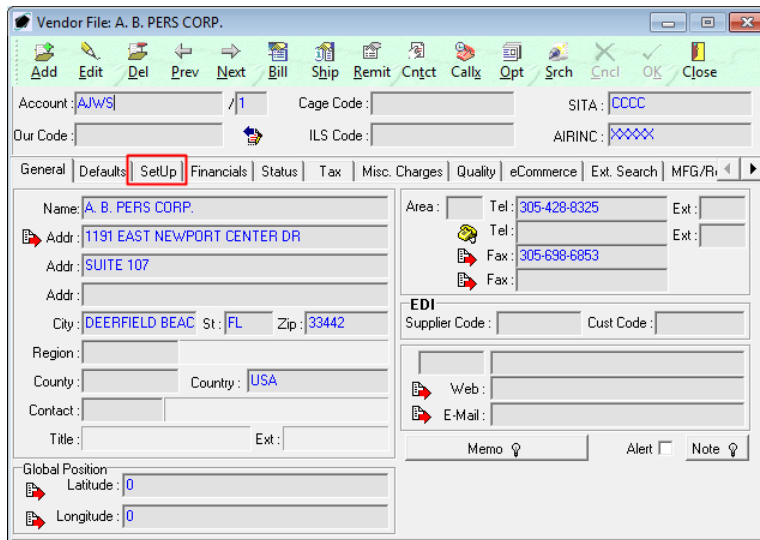 Vendor File: A. B. PERS CORP.
Add Edit Del Prev Next Bill Ship Remit Cntct Callx Opt Srch Cncl OK Close
Account : AJWS / 1 Cage Code : SITA : CCCC
Our Code : ILS Code : AIRINC : XXXXX
General Defaults SetUp Financials Status Tax Misc. Charges Quality eCommerce Ext. Search
Name: A. B. PERS CORP. Area : Tel : 305-428-8325 Ext :
Addr : 1191 EAST NEWPORT CENTER DR Tel : Ext :
Addr : SUITE 107 Fax : 305-698-6853
Addr : Fax :
EDI
City : DEERFIELD BEAC St : FL Zip : 33442 Supplier Code : Cust Code :
Region :
County : Country : USA Web :
Contact : E-Mail :
Title : Ext : Memo Alert Note
Global Position
Latitude : 0
Longitude : 0